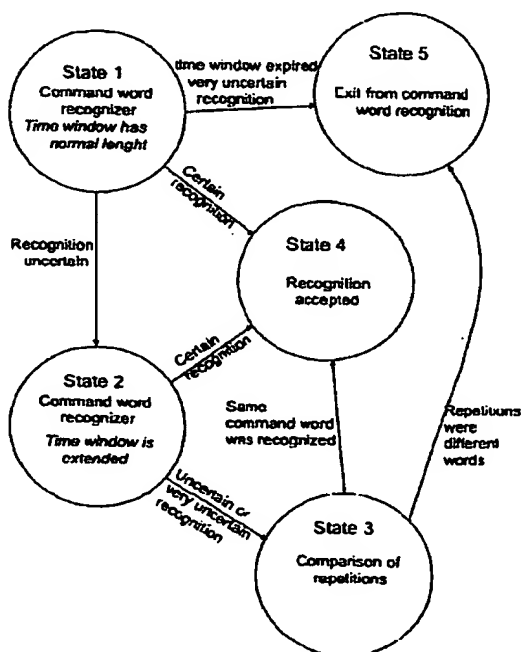 State 1
Command word
recognizer
Time window has
normal lenght
time window expired
very uncertain
recognition
State 5
Exit from command
word recognition
Certain
recognition
Recognition
uncertain
State 4
Recognition
accepted
State 2
Command word
recognizer
Time window is
extended
Certain
recognition
Same
command word
was recognized
Repetitions
were
different
words
Uncertain or
very uncertain
recognition
State 3
Comparison of
repetitions